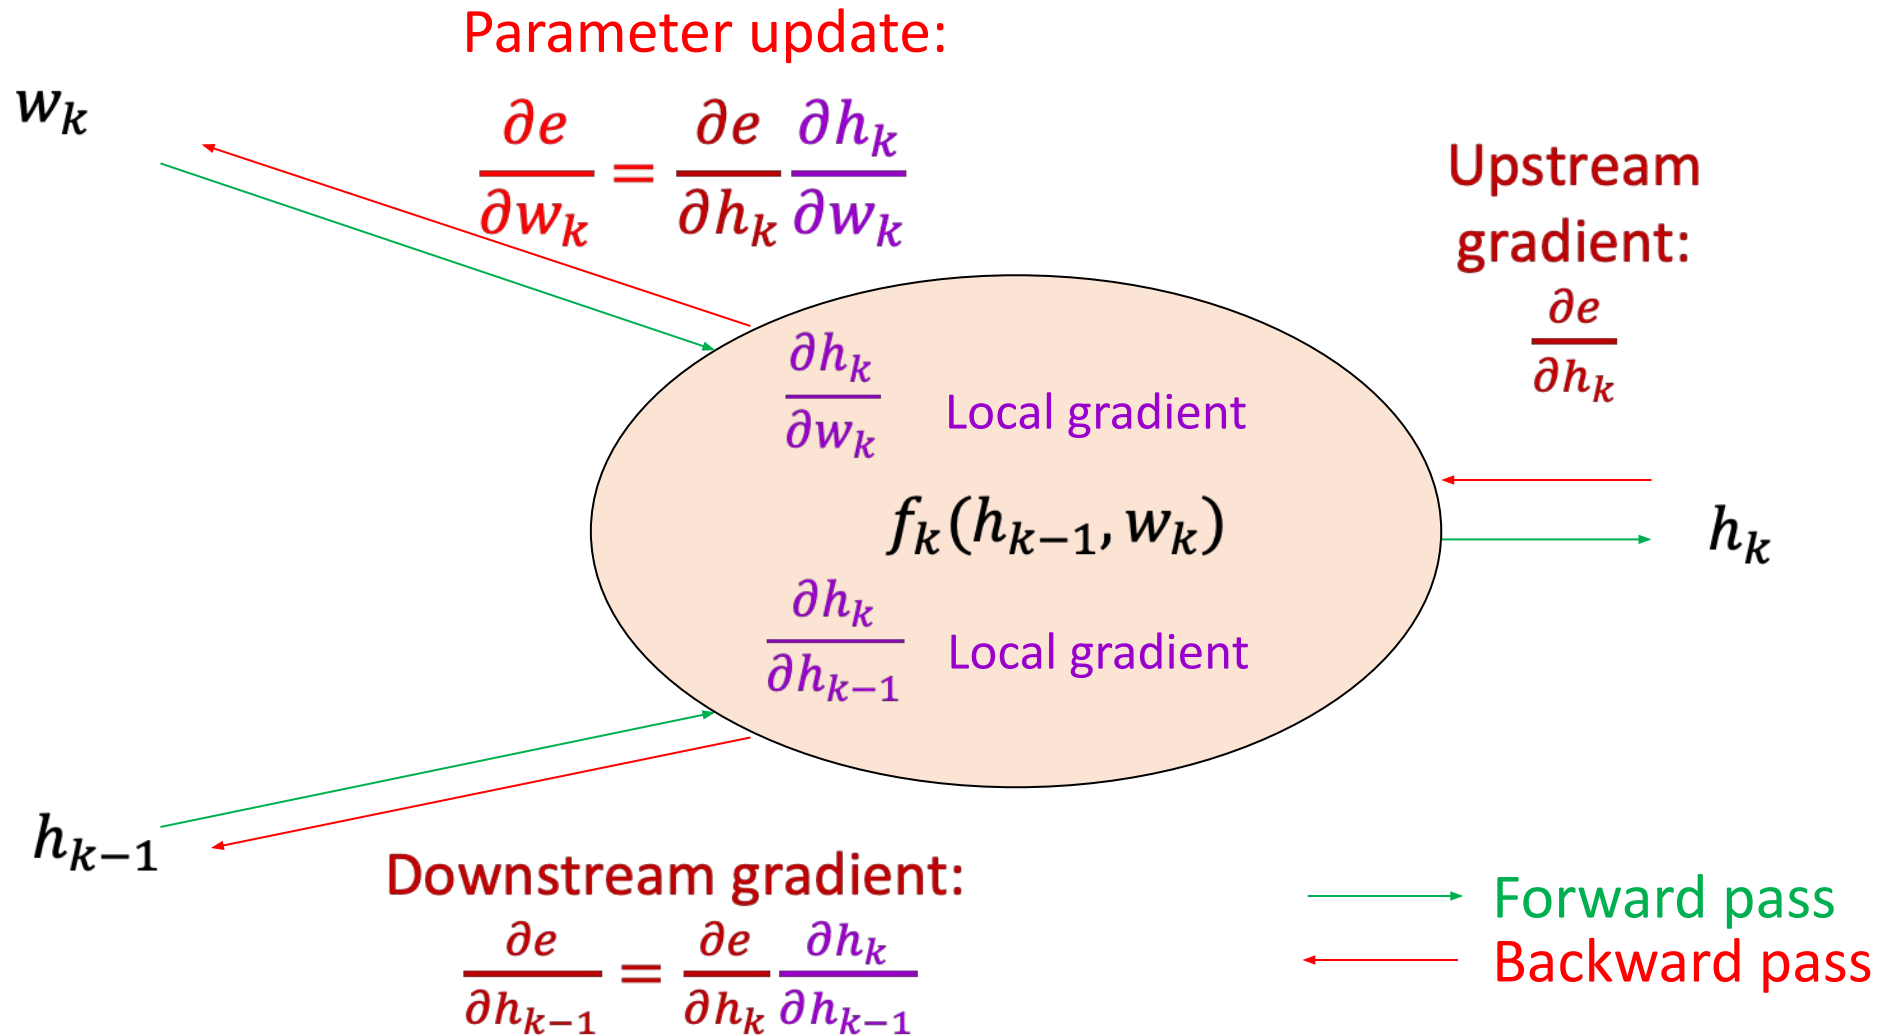 Parameter update:
w_k
∂e/∂w_k = ∂e/∂h_k ∂h_k/∂w_k
Upstream
gradient:
∂e/∂h_k
∂h_k/∂w_k Local gradient
f_k(h_{k−1}, w_k)
h_k
∂h_k/∂h_{k−1} Local gradient
h_{k−1}
Downstream gradient:
∂e/∂h_{k−1} = ∂e/∂h_k ∂h_k/∂h_{k−1}
Forward pass
Backward pass